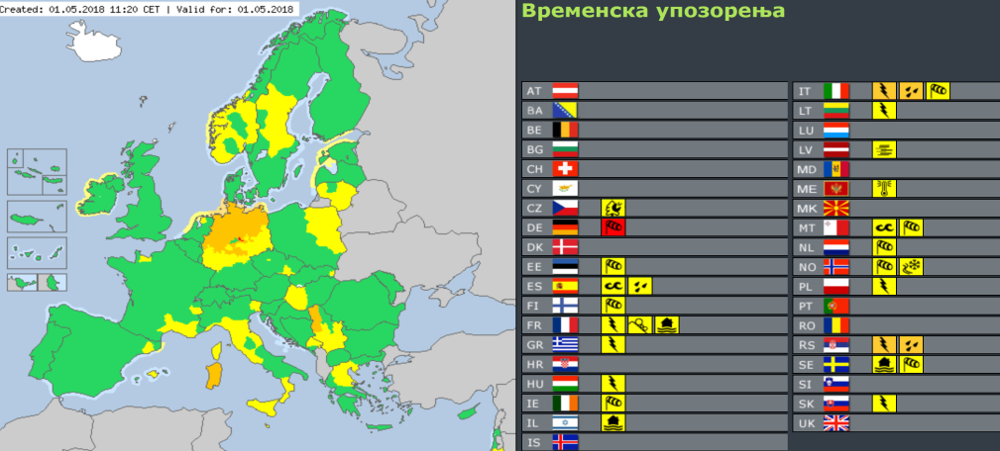 Created: 01.05.2018 11:20 CET | Valid for: 01.05.2018
Временска упозорења
AT
BA
BE
BG
CH
CY
CZ
DE
DK
EE
ES
FI
FR
GR
HR
HU
IE
IL
IS
IT
LT
LU
LV
MD
ME
MK
MT
NL
NO
PL
PT
RO
RS
SE
SI
SK
UK